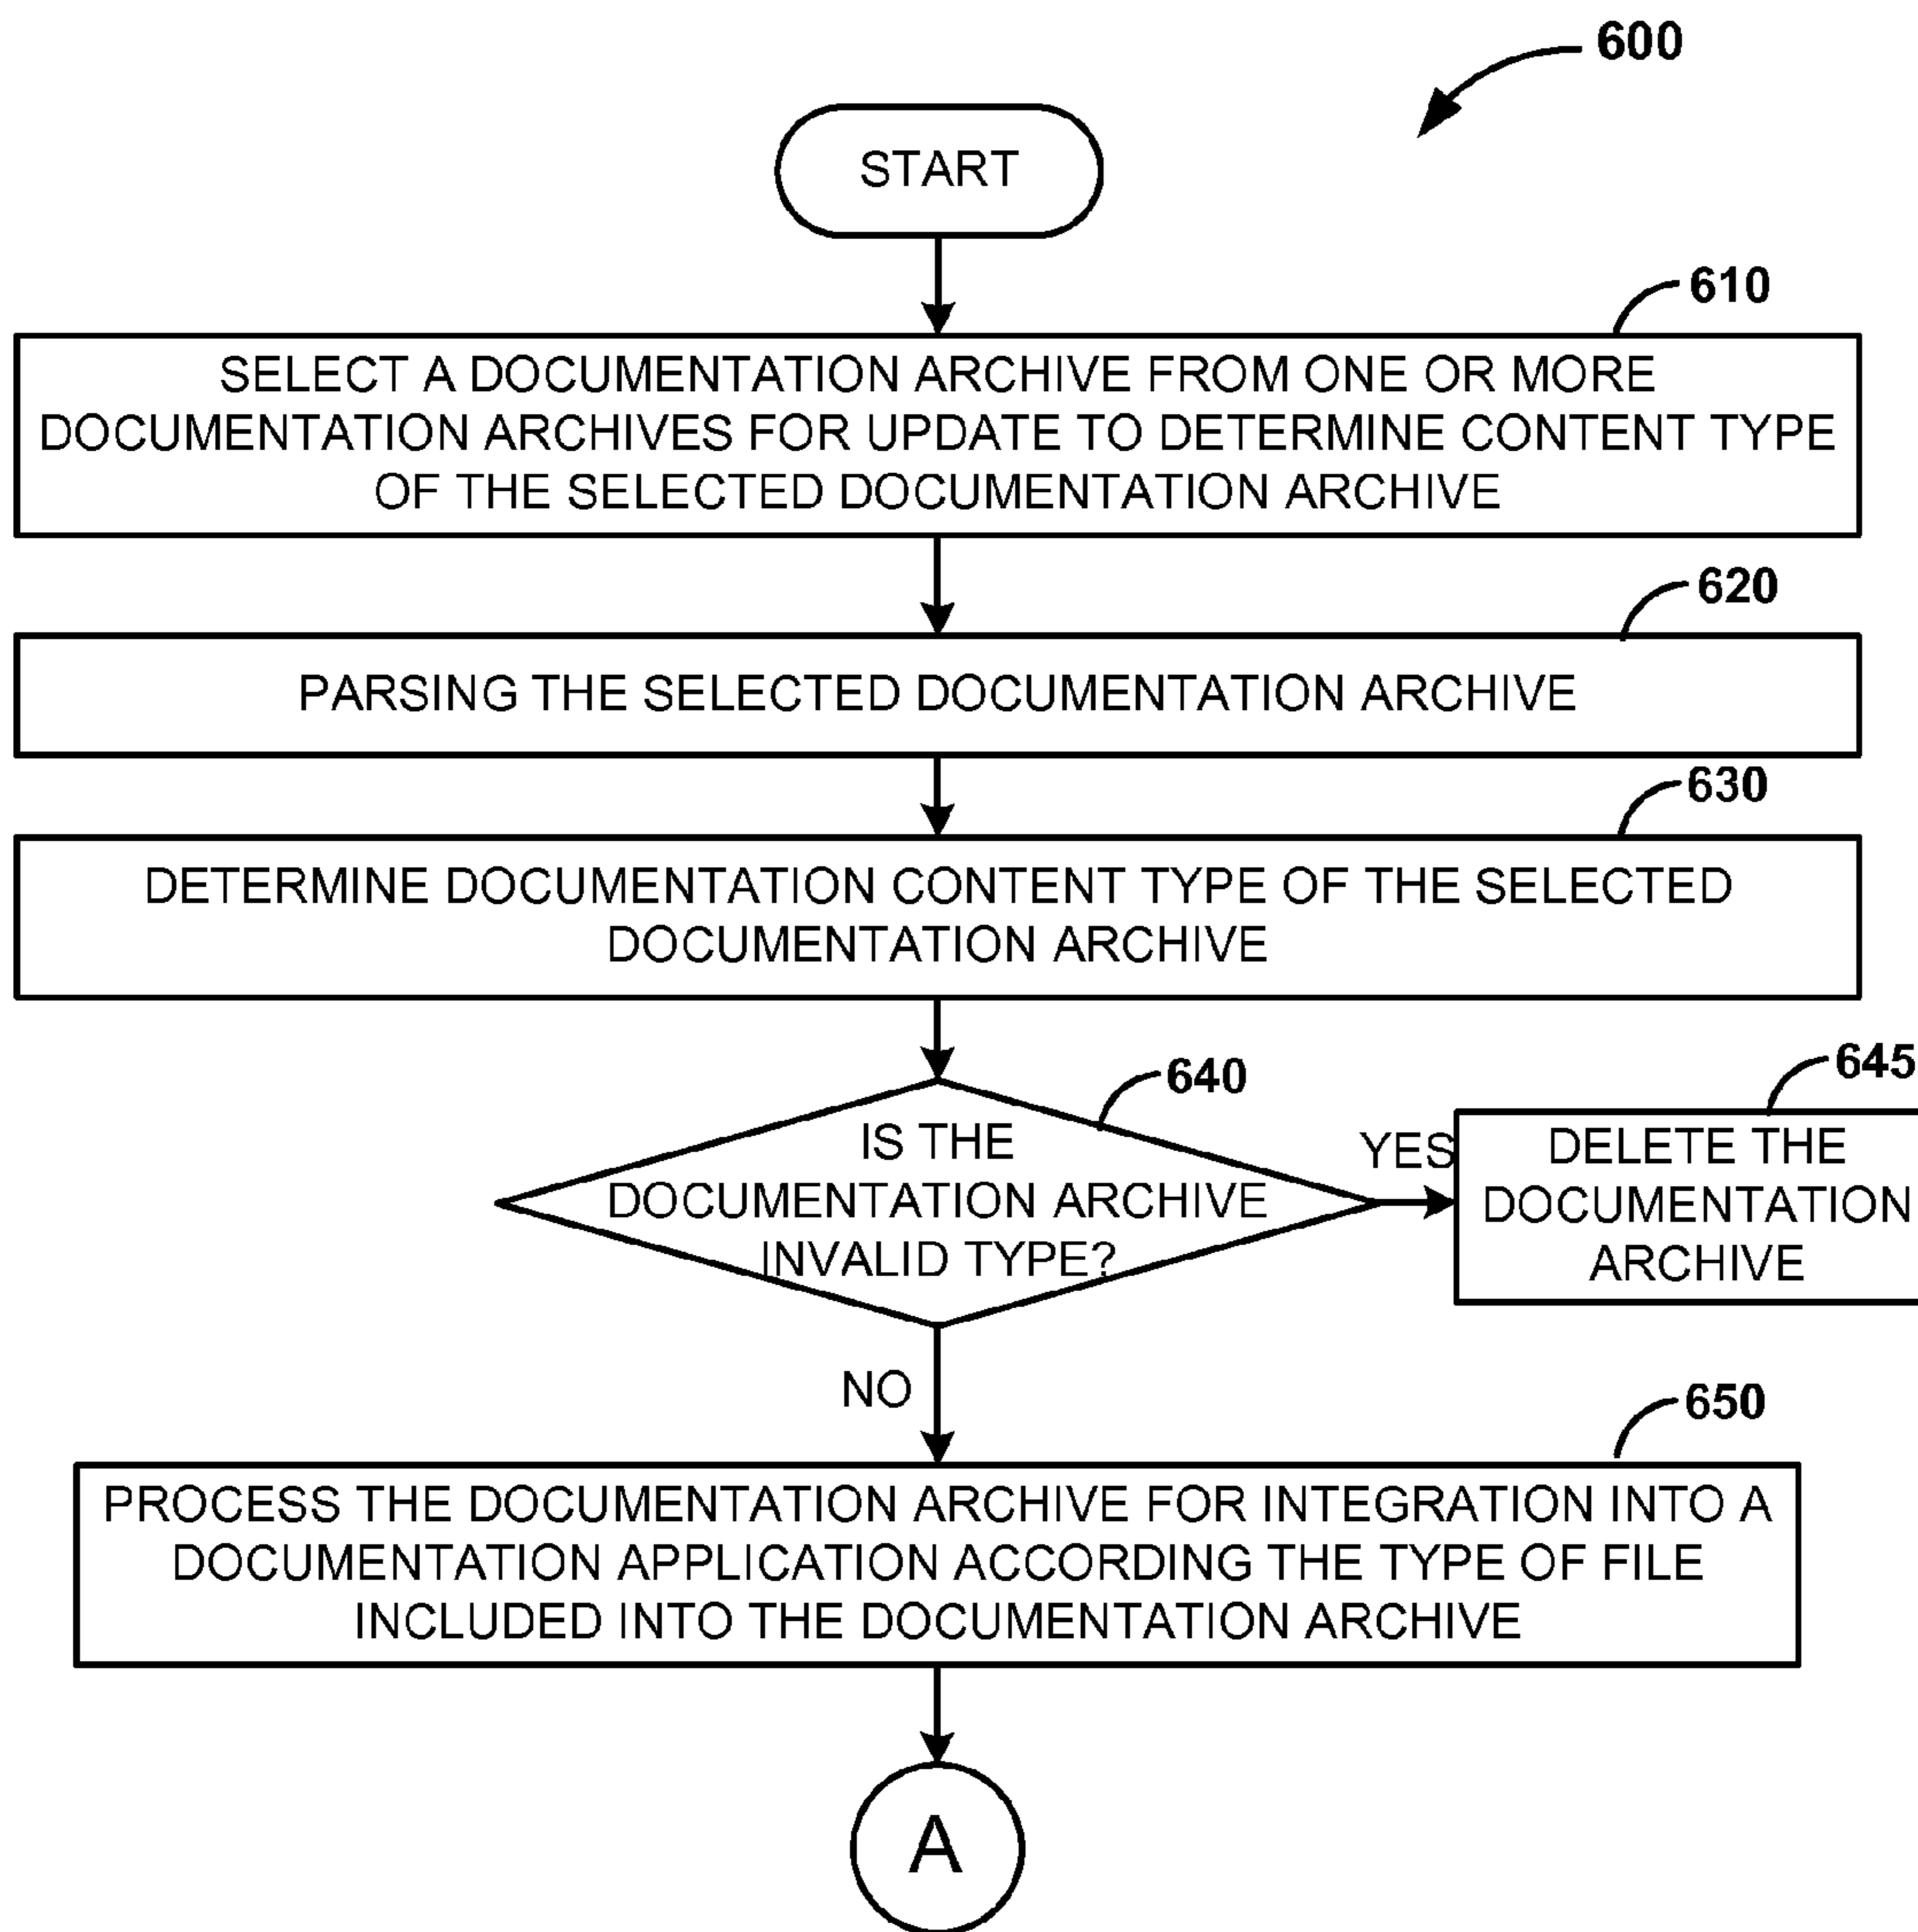 600
START
610
SELECT A DOCUMENTATION ARCHIVE FROM ONE OR MORE
DOCUMENTATION ARCHIVES FOR UPDATE TO DETERMINE CONTENT TYPE
OF THE SELECTED DOCUMENTATION ARCHIVE
620
PARSING THE SELECTED DOCUMENTATION ARCHIVE
630
DETERMINE DOCUMENTATION CONTENT TYPE OF THE SELECTED
DOCUMENTATION ARCHIVE
640
IS THE
DOCUMENTATION ARCHIVE
INVALID TYPE?
YES
645
DELETE THE
DOCUMENTATION
ARCHIVE
NO
650
PROCESS THE DOCUMENTATION ARCHIVE FOR INTEGRATION INTO A
DOCUMENTATION APPLICATION ACCORDING THE TYPE OF FILE
INCLUDED INTO THE DOCUMENTATION ARCHIVE
A